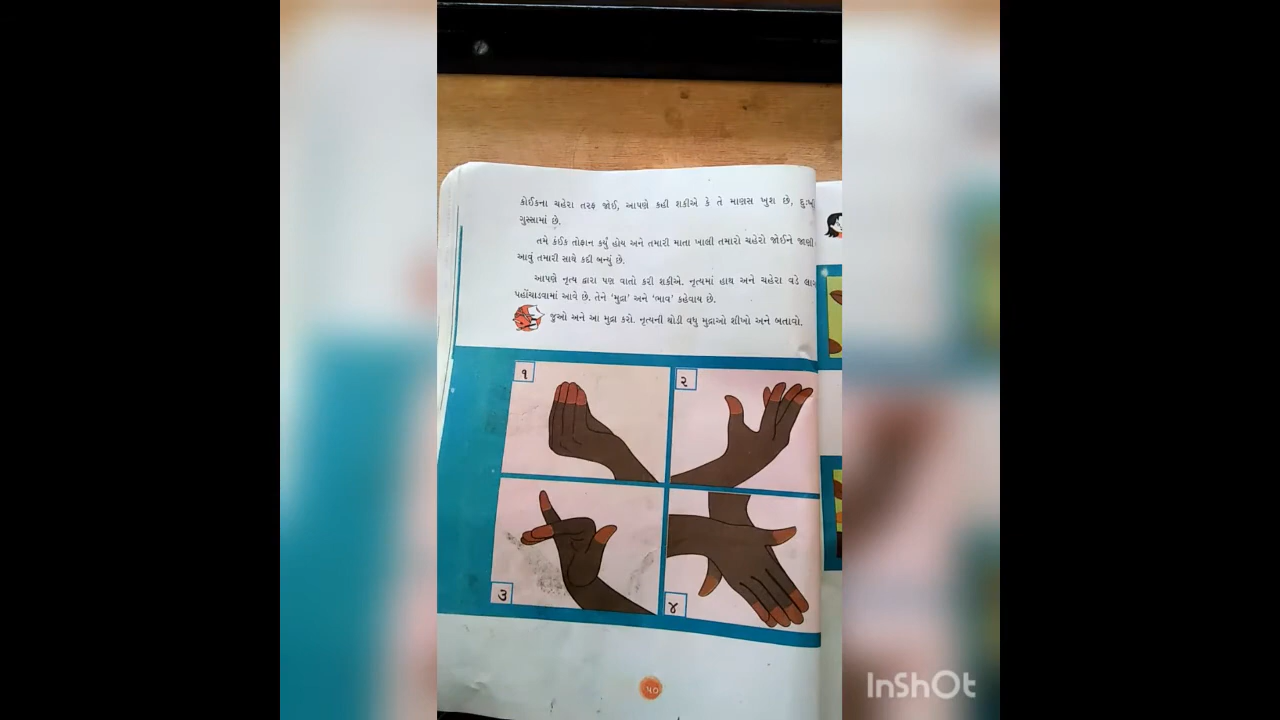 કોઈકના ચહેરા તરફ જોઈ, આપણે કહી શકીએ કે તે માણસ ખુશ છે,
ગુસ્સામાં છે.
તમે કંઈક તોફાન કર્યું હોય અને તમારી માતા ખાલી તમારો ચહેરો જોઈને જાણી
આવું તમારી સાથે કદી બન્યું છે.
આપણે નૃત્ય દ્વારા પણ વાતો કરી શકીએ. નૃત્યમાં હાથ અને ચહેરા વડે
પહોંચાડવામાં આવે છે. તેને 'મુદ્રા' અને 'ભાવ' કહેવાય છે.
જુઓ અને આ મુદ્રા કરો. નૃત્યની થોડી વધુ મુદ્રાઓ શીખો અને બતાવો.
૧
૨
૩
૪
૫૦
InShOt